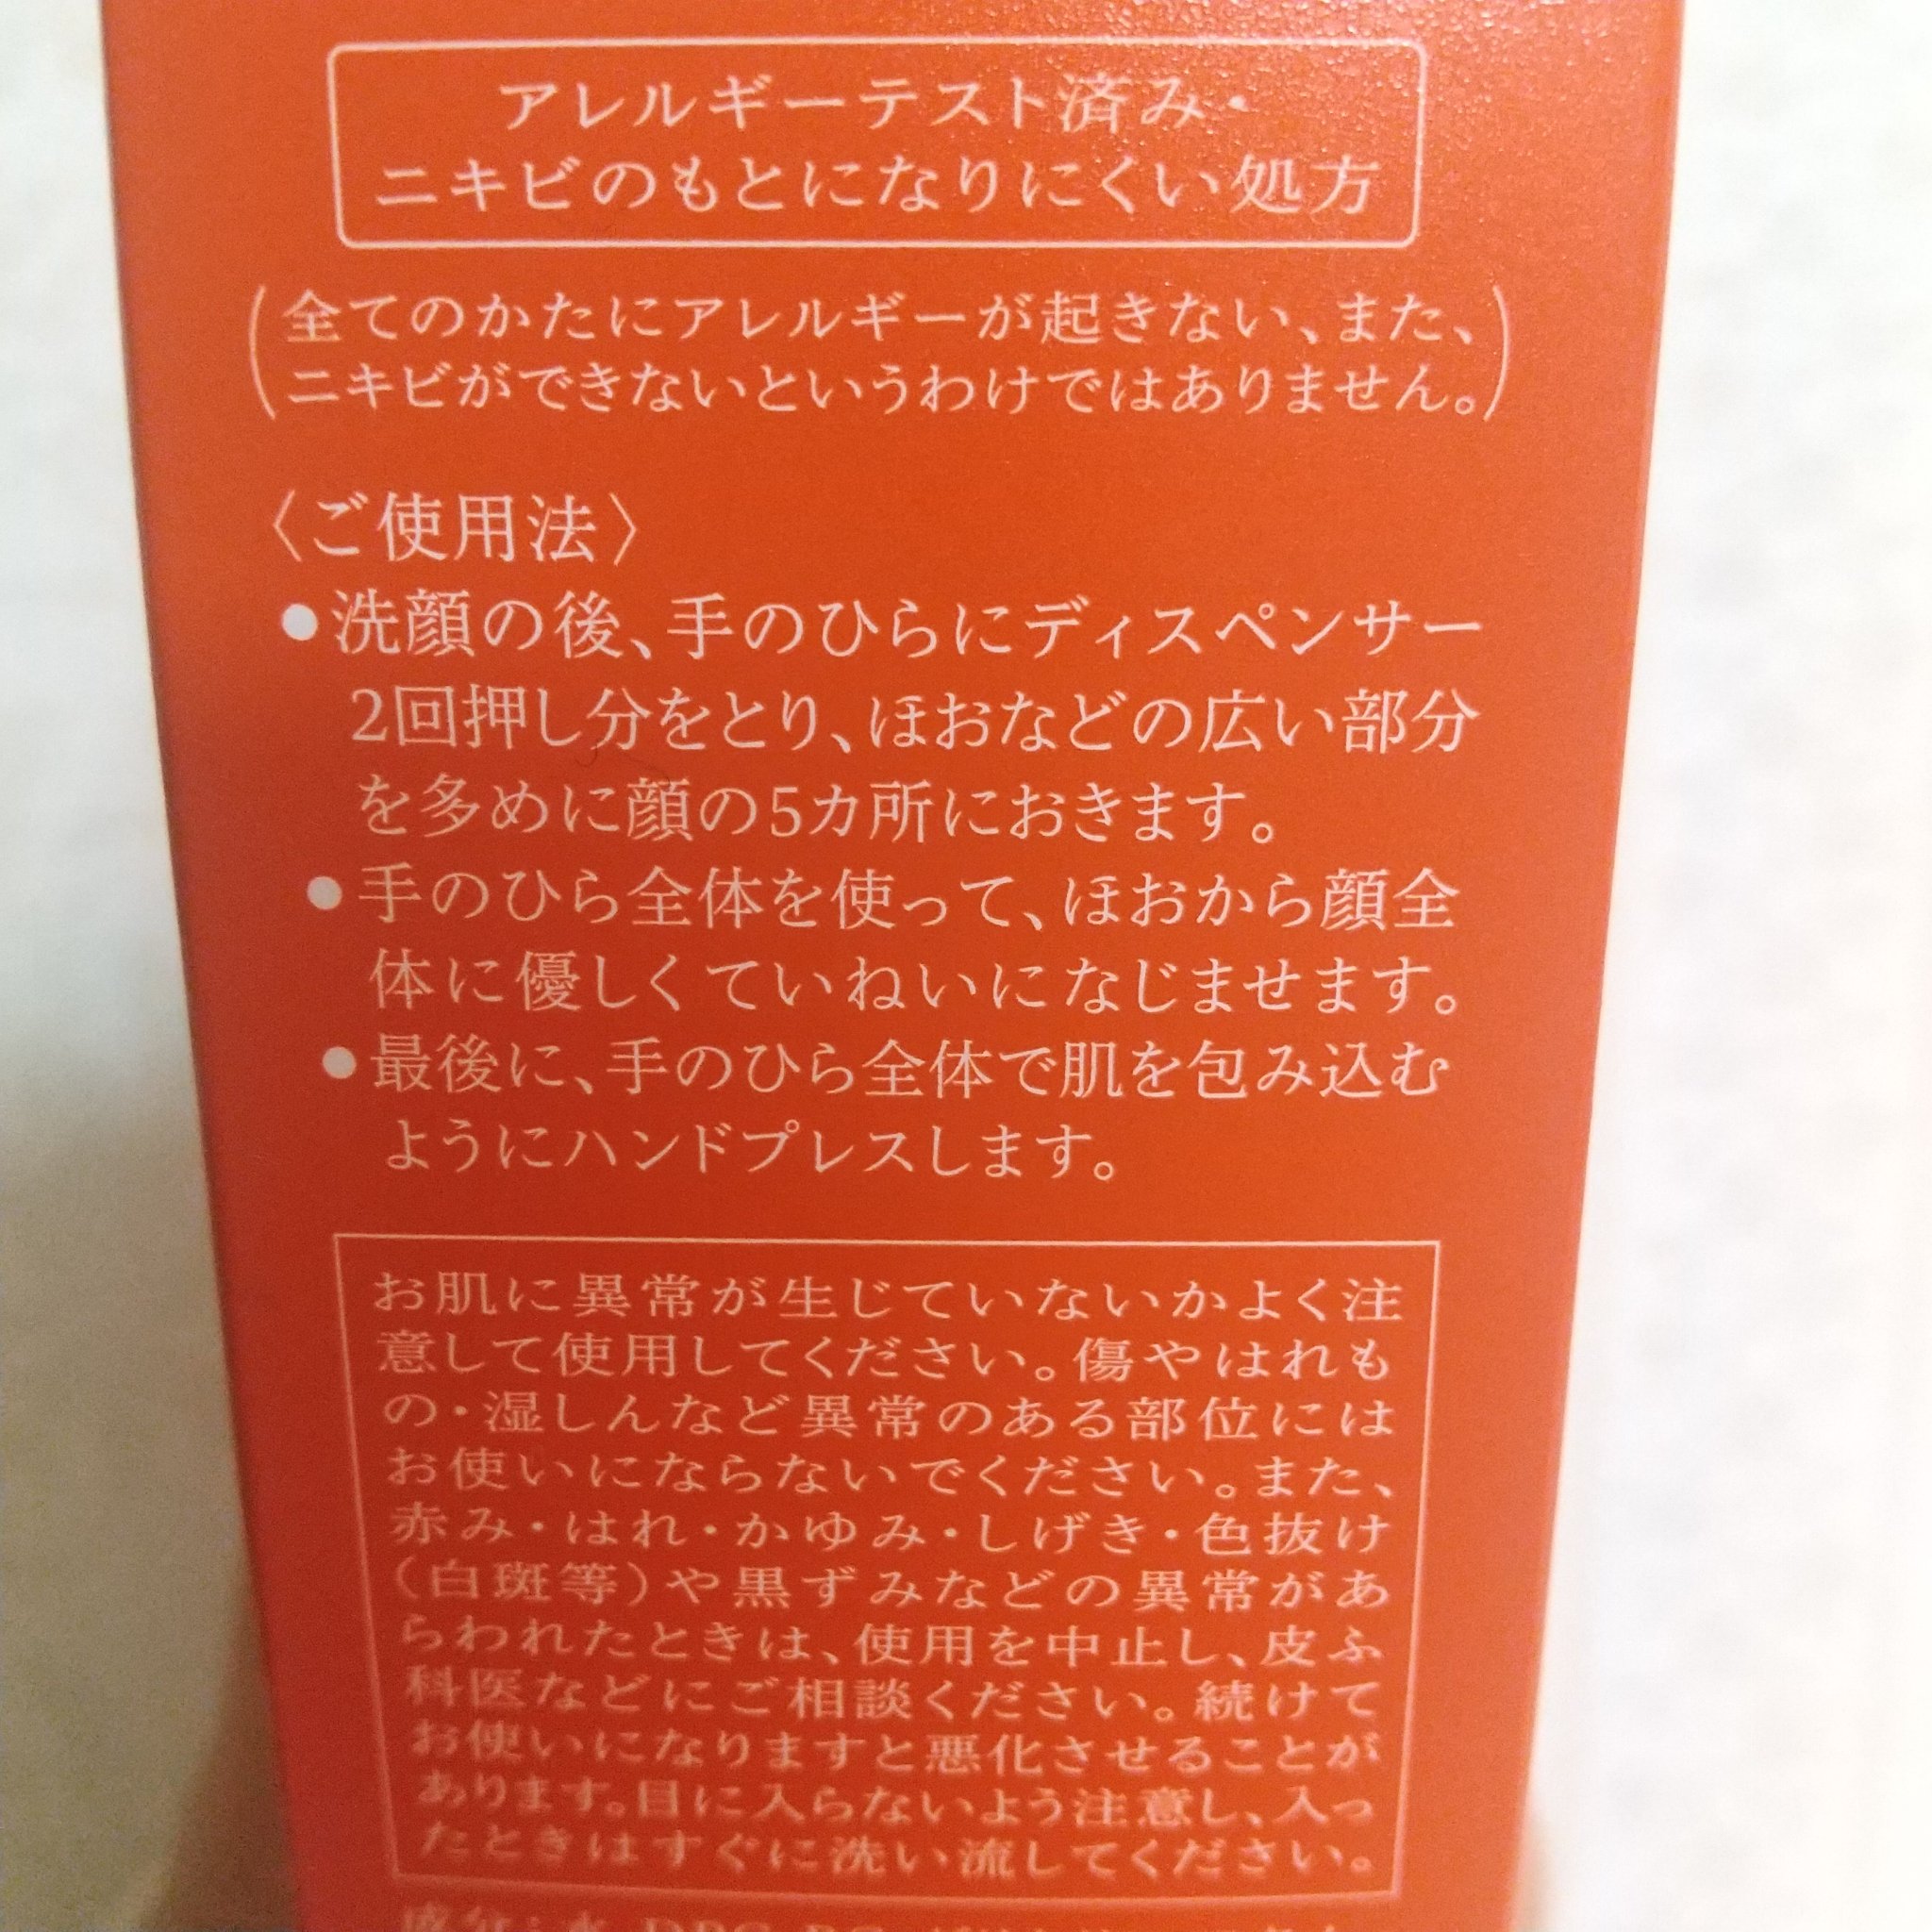 アレルギーテスト済み・
ニキビのもとになりにくい処方
(全てのかたにアレルギーが起きない、また、
ニキビができないというわけではありません。)
〈ご使用法〉
●洗顔の後、手のひらにディスペンサー
2回押し分をとり、ほおなどの広い部分
を多めに顔の5カ所におきます。
●手のひら全体を使って、ほおから顔全
体に優しくていねいになじませます。
●最後に、手のひら全体で肌を包み込む
ようにハンドプレスします。
お肌に異常が生じていないかよく注
意して使用してください。傷やはれも
の・湿しんなど異常のある部位には
お使いにならないでください。また、
赤み・はれ・かゆみ・しげき・色抜け
(白斑等)や黒ずみなどの異常があ
らわれたときは、使用を中止し、皮ふ
科医などにご相談ください。続けて
お使いになりますと悪化させることが
あります。目に入らないよう注意し、入っ
たときはすぐに洗い流してください。